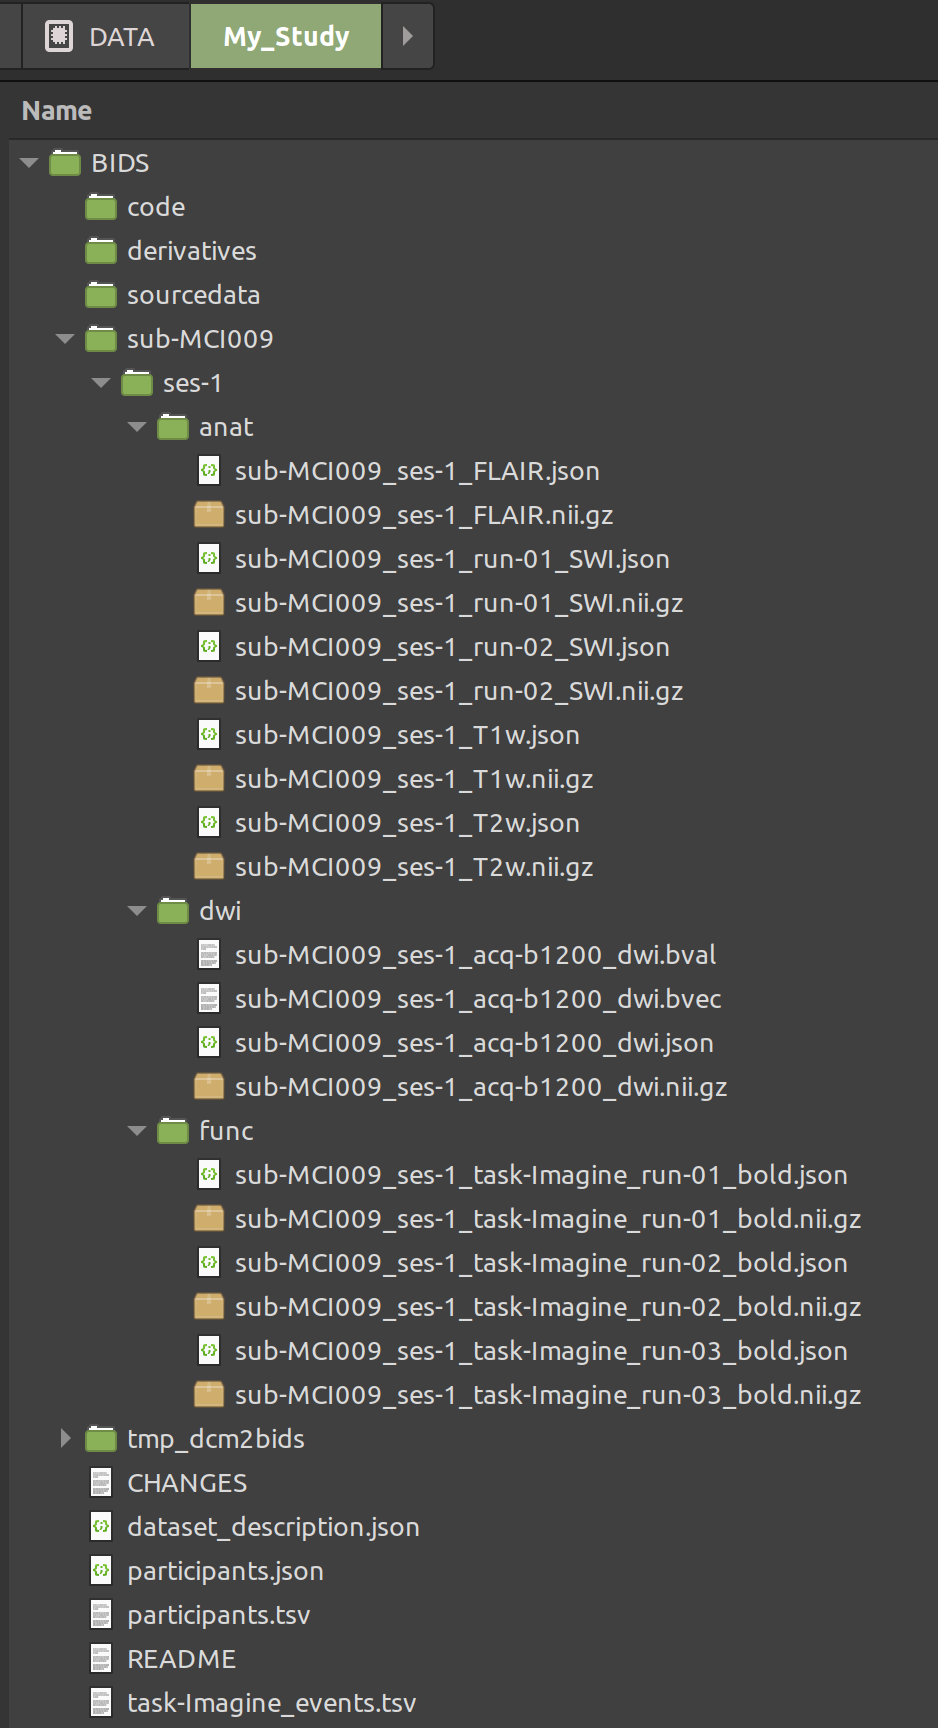 DATA My_Study
Name
BIDS
code
derivatives
sourcedata
sub-MCI009
ses-1
anat
sub-MCI009_ses-1_FLAIR.json
sub-MCI009_ses-1_FLAIR.nii.gz
sub-MCI009_ses-1_run-01_SWI.json
sub-MCI009_ses-1_run-01_SWI.nii.gz
sub-MCI009_ses-1_run-02_SWI.json
sub-MCI009_ses-1_run-02_SWI.nii.gz
sub-MCI009_ses-1_T1w.json
sub-MCI009_ses-1_T1w.nii.gz
sub-MCI009_ses-1_T2w.json
sub-MCI009_ses-1_T2w.nii.gz
dwi
sub-MCI009_ses-1_acq-b1200_dwi.bval
sub-MCI009_ses-1_acq-b1200_dwi.bvec
sub-MCI009_ses-1_acq-b1200_dwi.json
sub-MCI009_ses-1_acq-b1200_dwi.nii.gz
func
sub-MCI009_ses-1_task-Imagine_run-01_bold.json
sub-MCI009_ses-1_task-Imagine_run-01_bold.nii.gz
sub-MCI009_ses-1_task-Imagine_run-02_bold.json
sub-MCI009_ses-1_task-Imagine_run-02_bold.nii.gz
sub-MCI009_ses-1_task-Imagine_run-03_bold.json
sub-MCI009_ses-1_task-Imagine_run-03_bold.nii.gz
tmp_dcm2bids
CHANGES
dataset_description.json
participants.json
participants.tsv
README
task-Imagine_events.tsv